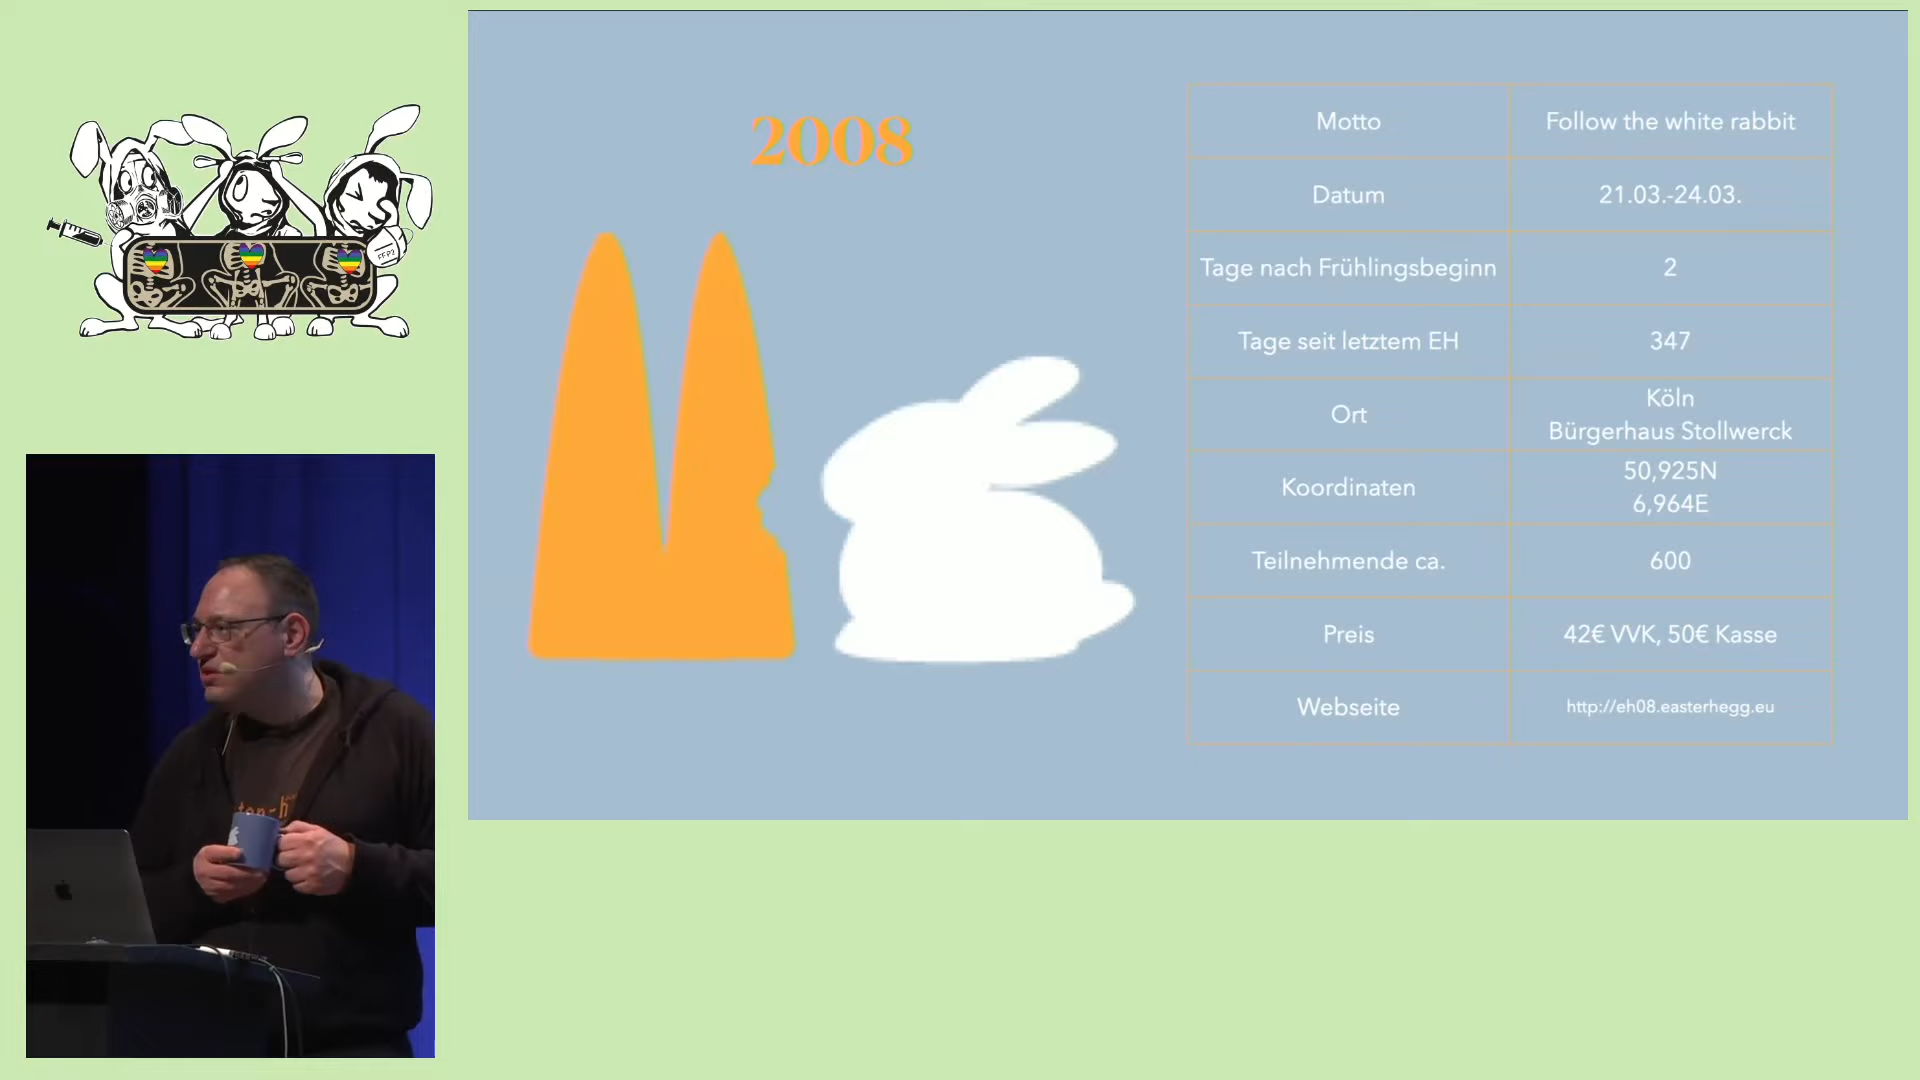 2008
Motto
Follow the white rabbit
Datum
21.03.-24.03.
Tage nach Frühlingsbeginn
2
Tage seit letztem EH
347
Ort
Köln
Bürgerhaus Stollwerck
Koordinaten
50,925N
6,964E
Teilnehmende ca.
600
Preis
42€ VVK, 50€ Kasse
Webseite
http://eh08.easterhegg.eu
FFP2